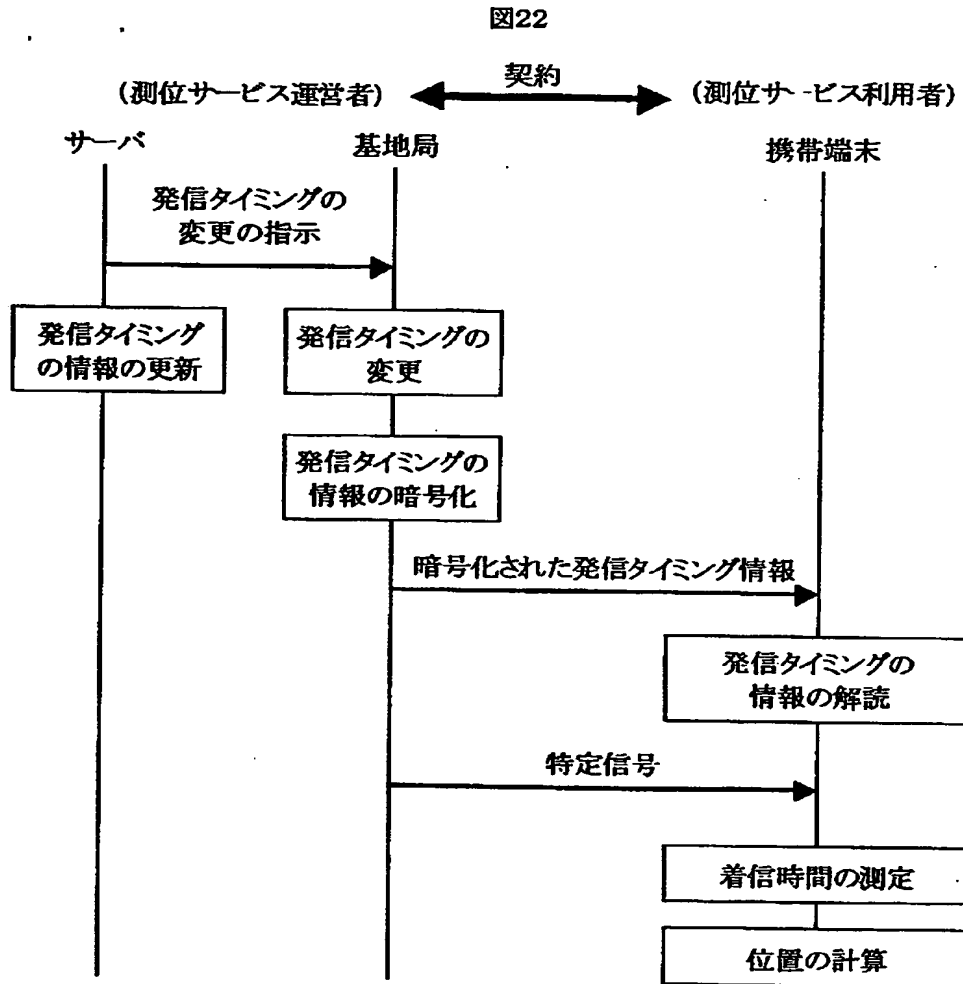 図22
契約
(測位サービス運営者)
(測位サービス利用者)
サーバ
基地局
携帯端末
発信タイミングの
変更の指示
発信タイミング
の情報の更新
発信タイミングの
変更
発信タイミングの
情報の暗号化
暗号化された発信タイミング情報
発信タイミングの
情報の解読
特定信号
着信時間の測定
位置の計算